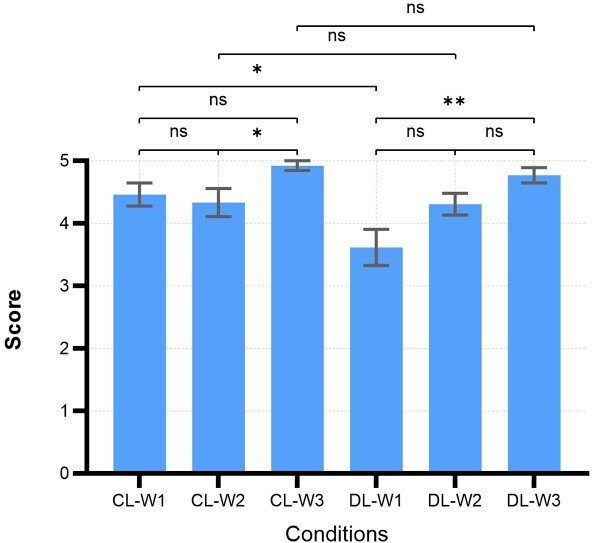 ns
ns
*
ns
**
ns
*
ns
ns
5
4
3
2
1
0
Score
CL-W1 CL-W2 CL-W3 DL-W1 DL-W2 DL-W3
Conditions